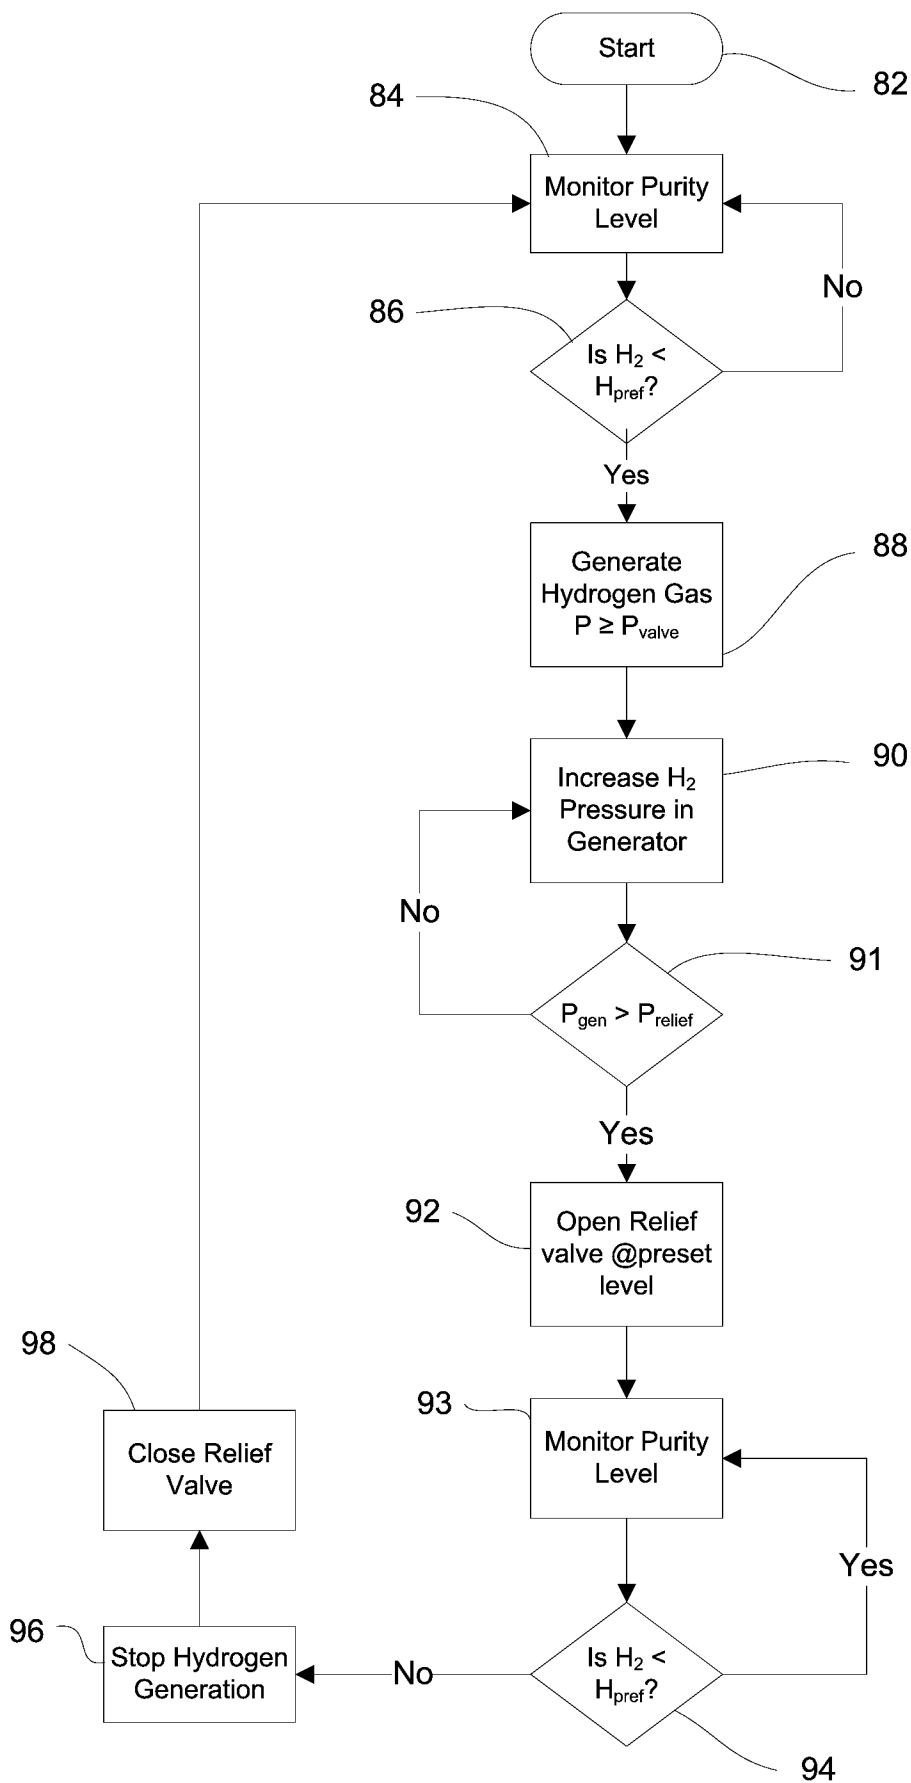 Start
82
84
Monitor Purity
Level
No
86
Is H₂ <
Hpref?
Yes
Generate
Hydrogen Gas
P ≥ Pvalve
88
Increase H₂
Pressure in
Generator
90
No
91
Pgen > Prelief
Yes
92
Open Relief
valve @preset
level
93
Monitor Purity
Level
98
Close Relief
Valve
Yes
96
Stop Hydrogen
Generation
No
Is H₂ <
Hpref?
94